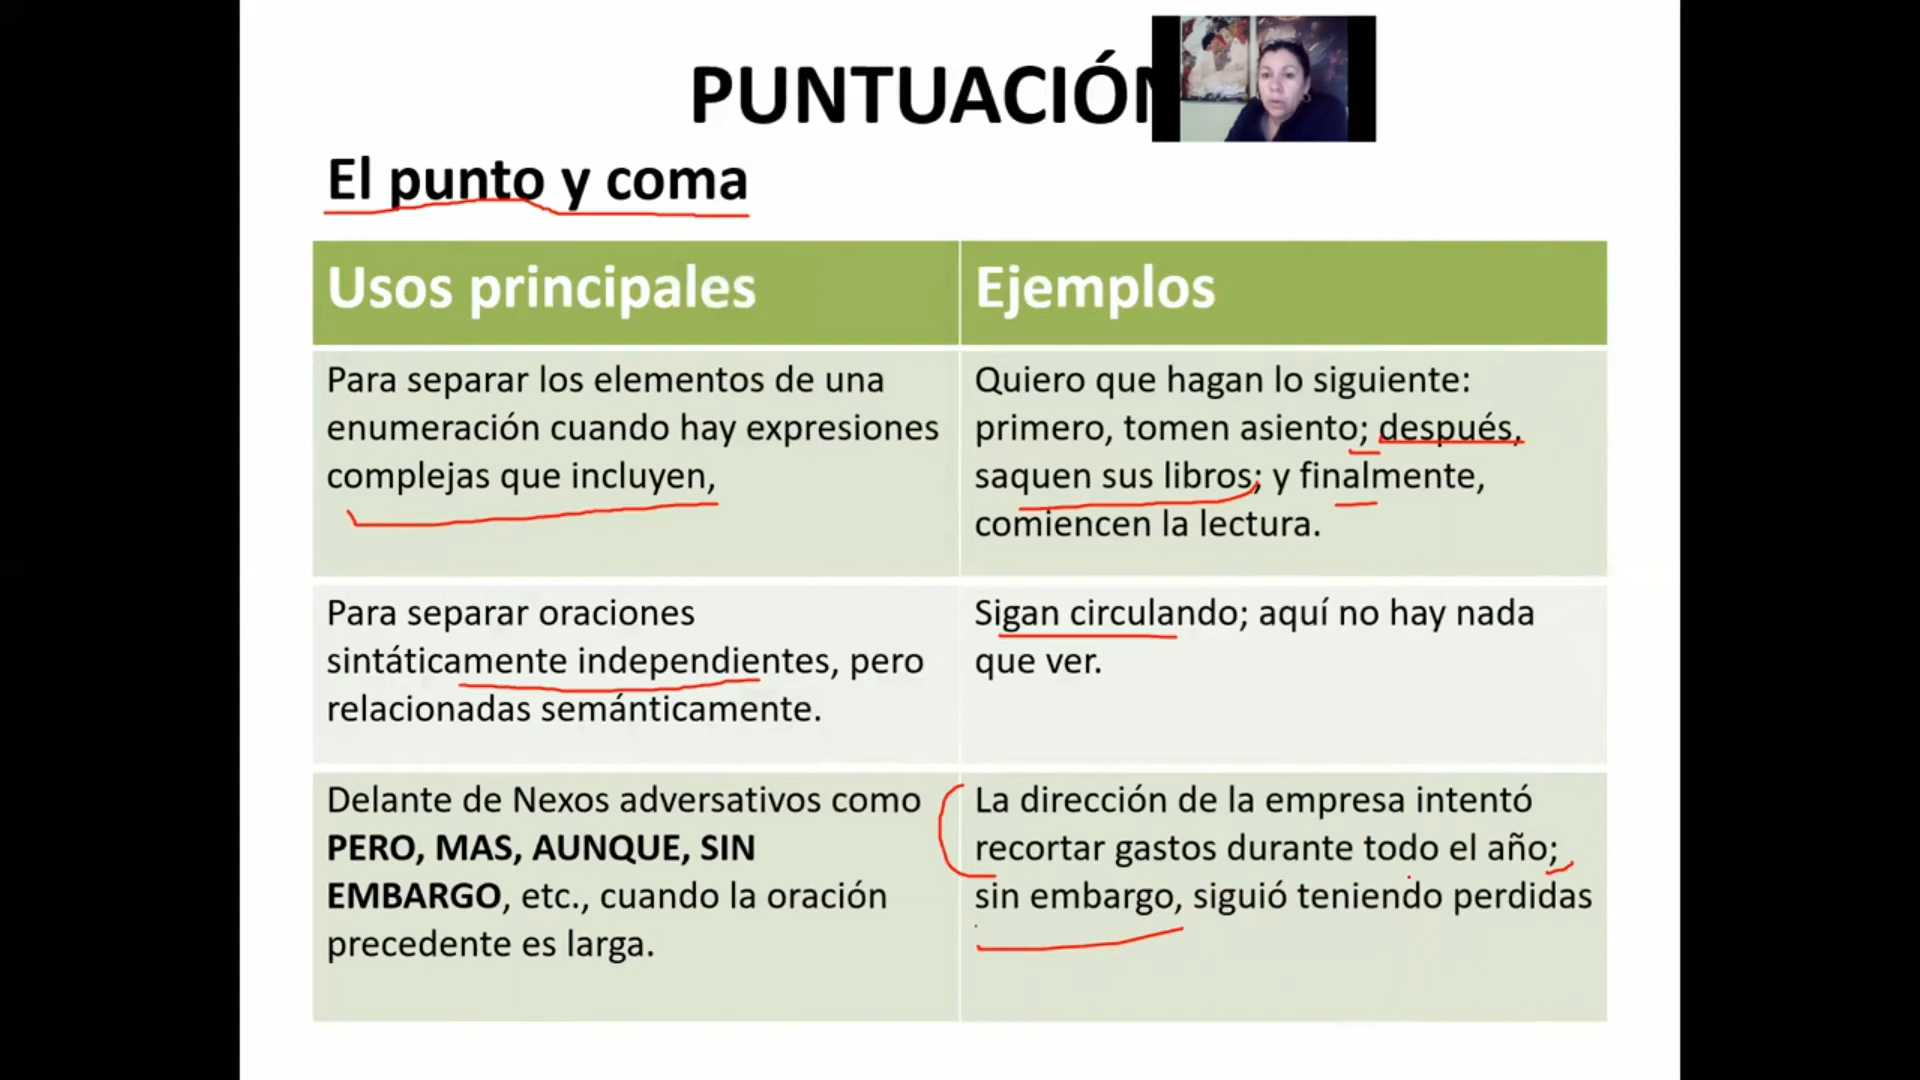 PUNTUACIÓN
El punto y coma
Usos principales
Ejemplos
Para separar los elementos de una
enumeración cuando hay expresiones
complejas que incluyen,
Quiero que hagan lo siguiente:
primero, tomen asiento; después,
saquen sus libros; y finalmente,
comiencen la lectura.
Para separar oraciones
sintáticamente independientes, pero
relacionadas semánticamente.
Sigan circulando; aquí no hay nada
que ver.
Delante de Nexos adversativos como
PERO, MAS, AUNQUE, SIN
EMBARGO, etc., cuando la oración
precedente es larga.
La dirección de la empresa intentó
recortar gastos durante todo el año;
sin embargo, siguió teniendo perdidas